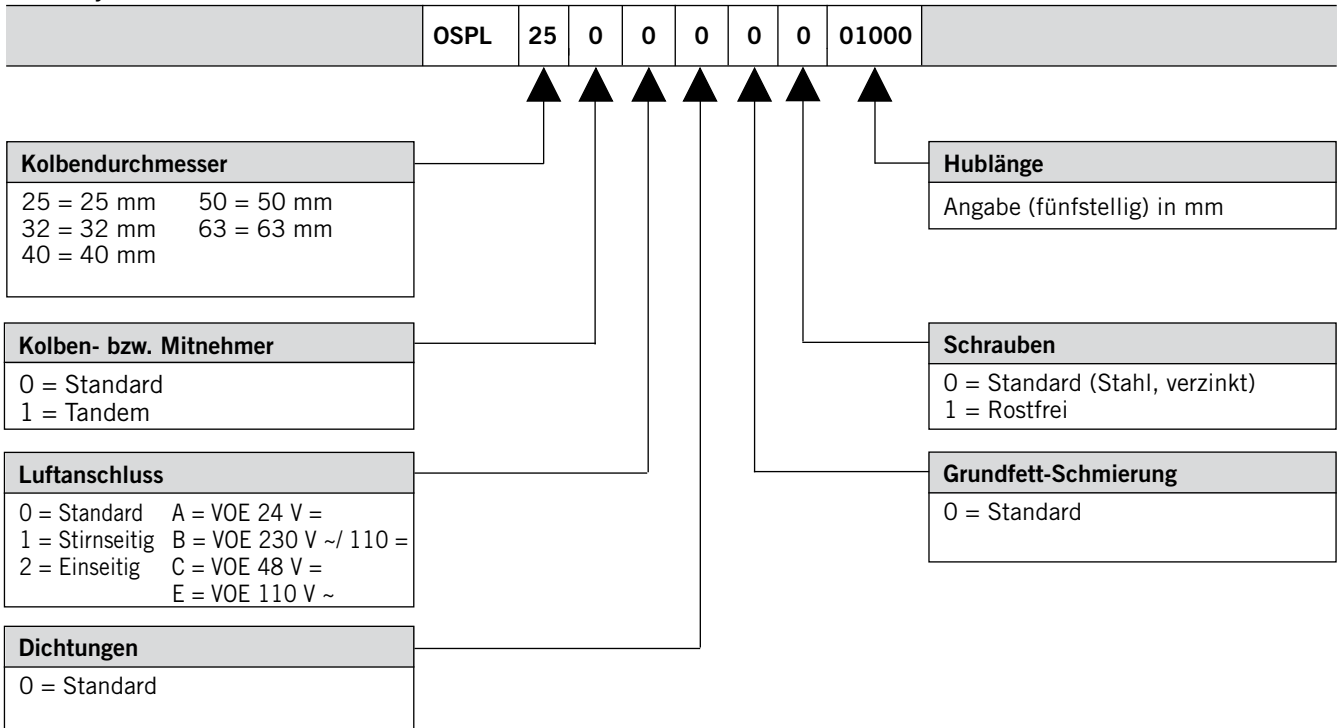 OSPL 25 0 0 0 0 0 01000
Kolbendurchmesser
25 = 25 mm 50 = 50 mm
32 = 32 mm 63 = 63 mm
40 = 40 mm
Hublänge
Angabe (fünfstellig) in mm
Kolben- bzw. Mitnehmer
0 = Standard
1 = Tandem
Schrauben
0 = Standard (Stahl, verzinkt)
1 = Rostfrei
Luftanschluss
0 = Standard A = VOE 24 V =
1 = Stirnseitig B = VOE 230 V ~/ 110 =
2 = Einseitig C = VOE 48 V =
E = VOE 110 V ~
Grundfett-Schmierung
0 = Standard
Dichtungen
0 = Standard